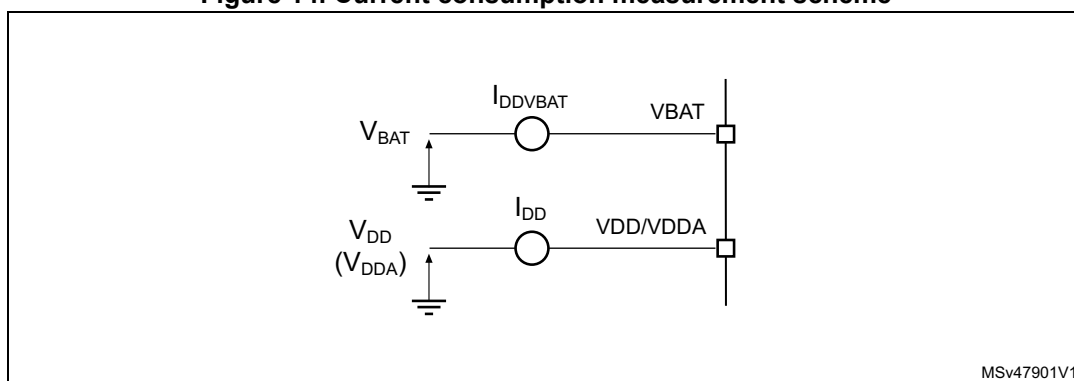 Figure 14. Current consumption measurement scheme
IDDVBAT
VBAT
VBAT
IDD
VDD/VDDA
VDD
(VDDA)
MSv47901V1